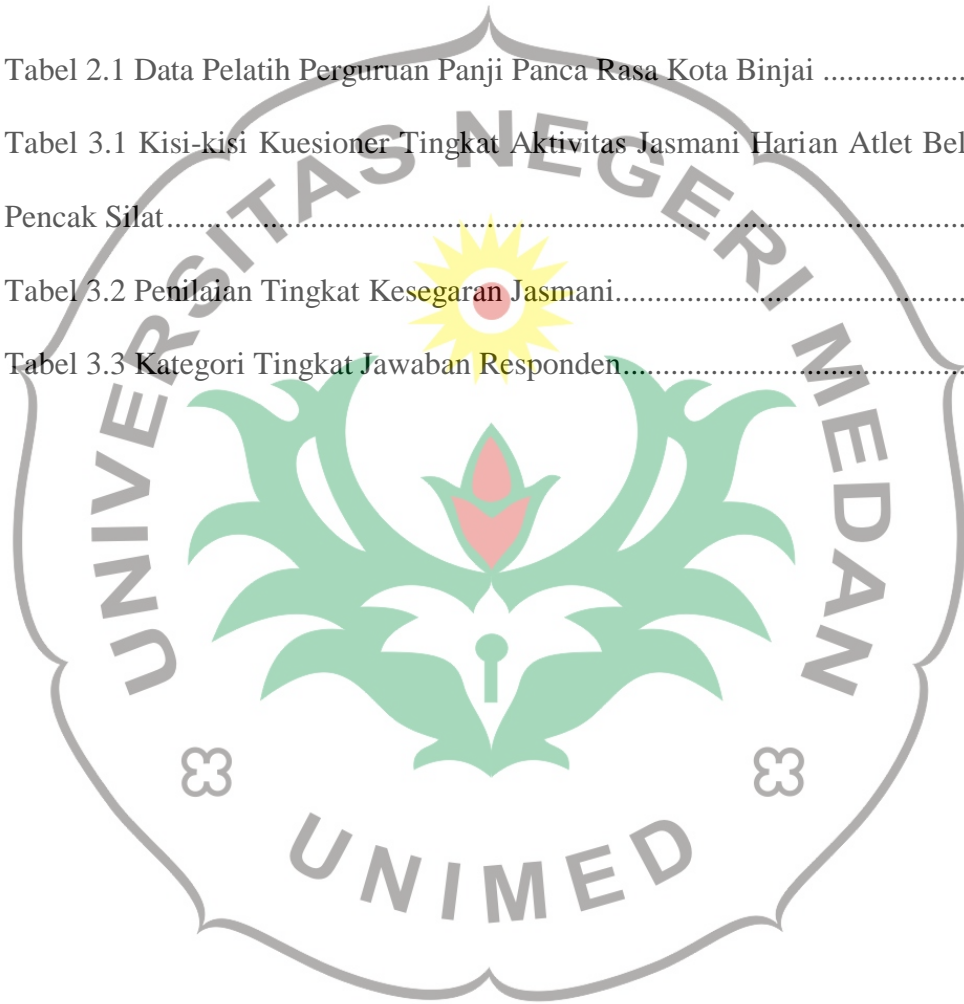 Tabel 2.1 Data Pelatih Perguruan Panji Panca Rasa Kota Binjai ..................
Tabel 3.1 Kisi-kisi Kuesioner Tingkat Aktivitas Jasmani Harian Atlet
Pencak Silat....................................................................................................
Tabel 3.2 Penilaian Tingkat Kesegaran Jasmani............................................
Tabel 3.3 Kategori Tingkat Jawaban Responden...........................................
UNIVERSITAS NEGERI MEDAN
UNIMED